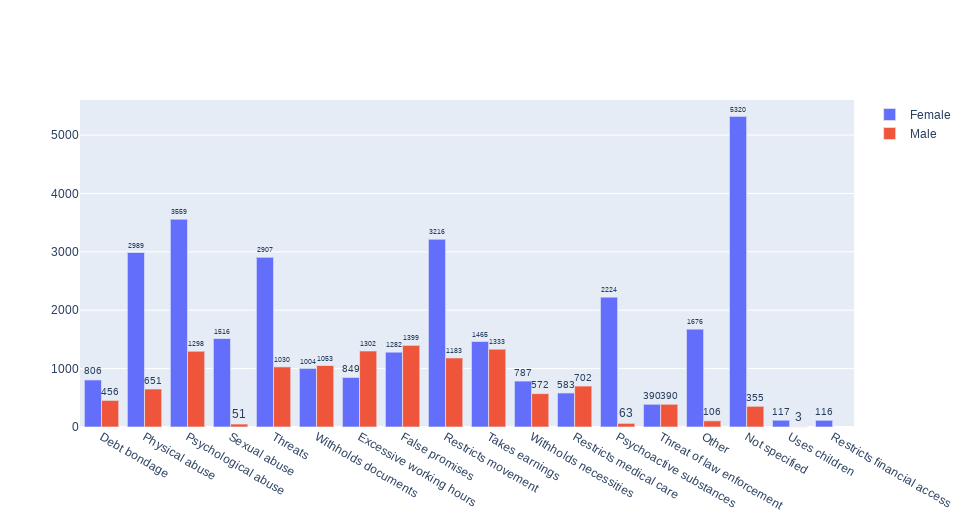 Female
Male
5000
4000
3000
2000
1000
0
806
456
2989
651
3559
1298
1516
51
2907
1030
1004
1053
849
1302
1282
1399
3216
1183
1465
1333
787
572
583
702
2224
63
390
390
1676
106
5320
355
117
3
116
Debt bondage
Physical abuse
Psychological abuse
Sexual abuse
Threats
Withholds documents
Excessive working hours
False promises
Restricts movement
Takes earnings
Withholds necessities
Restricts medical care
Psychoactive substances
Threat of law enforcement
Other
Not specified
Uses children
Restricts financial access